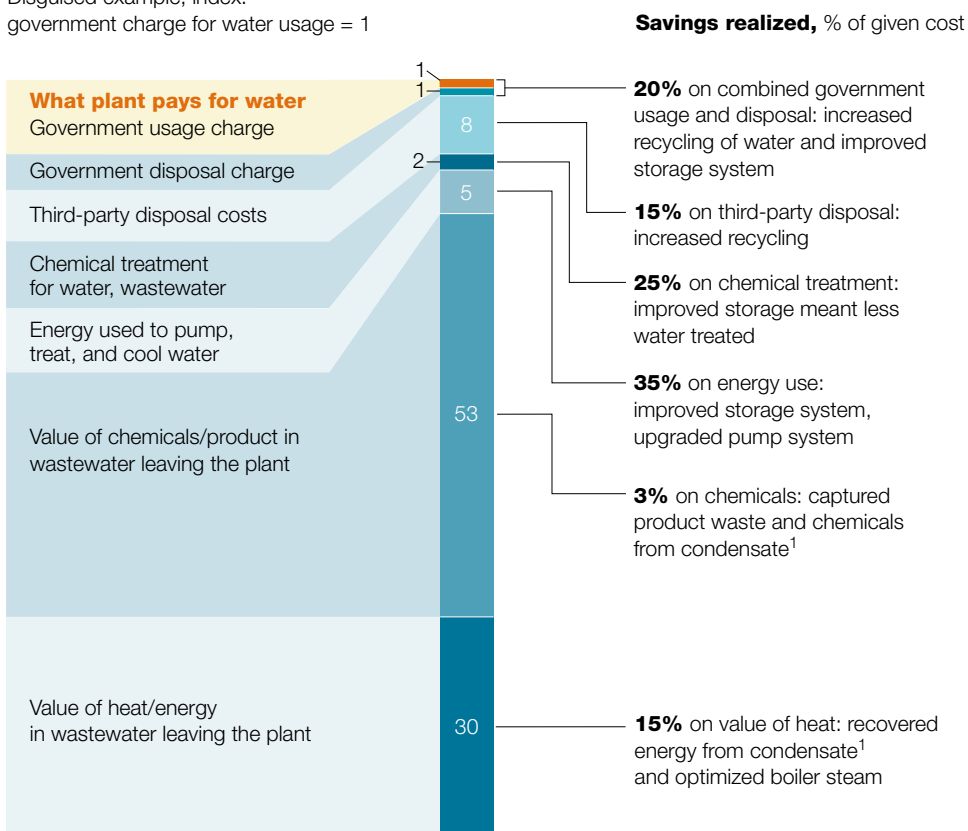 government charge for water usage = 1
Savings realized, % of given cost
What plant pays for water
Government usage charge
Government disposal charge
Third-party disposal costs
Chemical treatment
for water, wastewater
Energy used to pump,
treat, and cool water
Value of chemicals/product in
wastewater leaving the plant
Value of heat/energy
in wastewater leaving the plant
1
1
8
2
5
53
30
20% on combined government
usage and disposal: increased
recycling of water and improved
storage system
15% on third-party disposal:
increased recycling
25% on chemical treatment:
improved storage meant less
water treated
35% on energy use:
improved storage system,
upgraded pump system
3% on chemicals: captured
product waste and chemicals
from condensate1
15% on value of heat: recovered
energy from condensate1
and optimized boiler steam